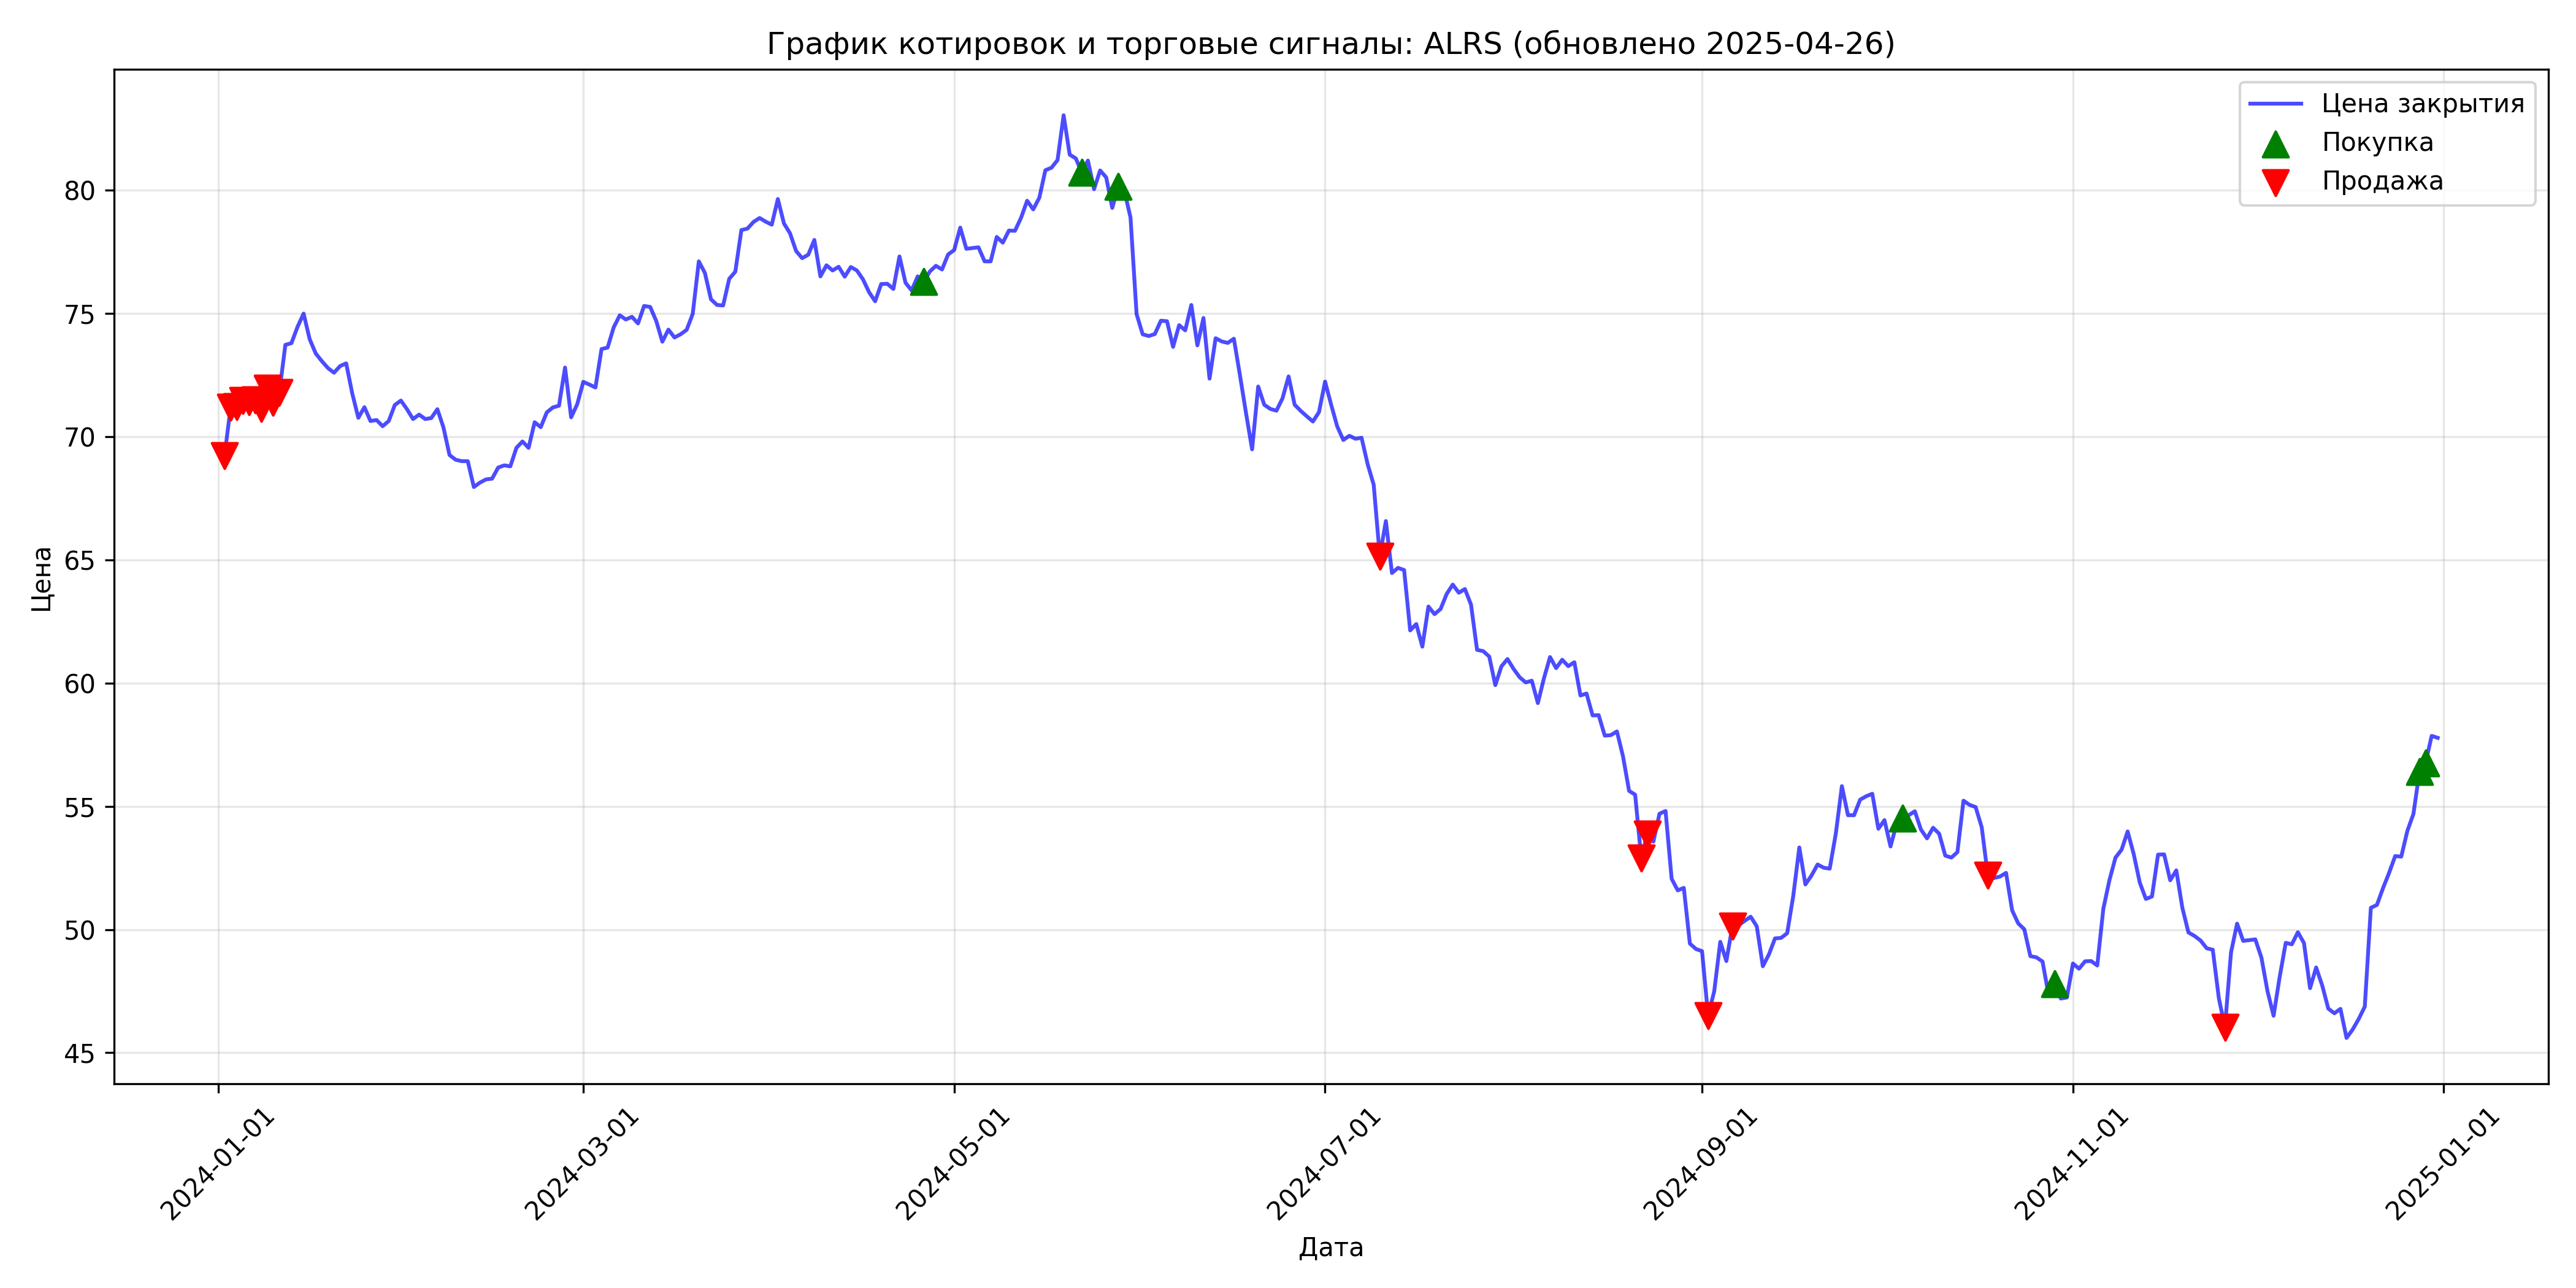 График котировок и торговые сигналы: ALRS (обновлено 2025-04-26)
Цена закрытия
Покупка
Продажа
80
75
70
65
60
55
50
45
Цена
2024-01-01
2024-03-01
2024-05-01
2024-07-01
2024-09-01
2024-11-01
2025-01-01
Дата